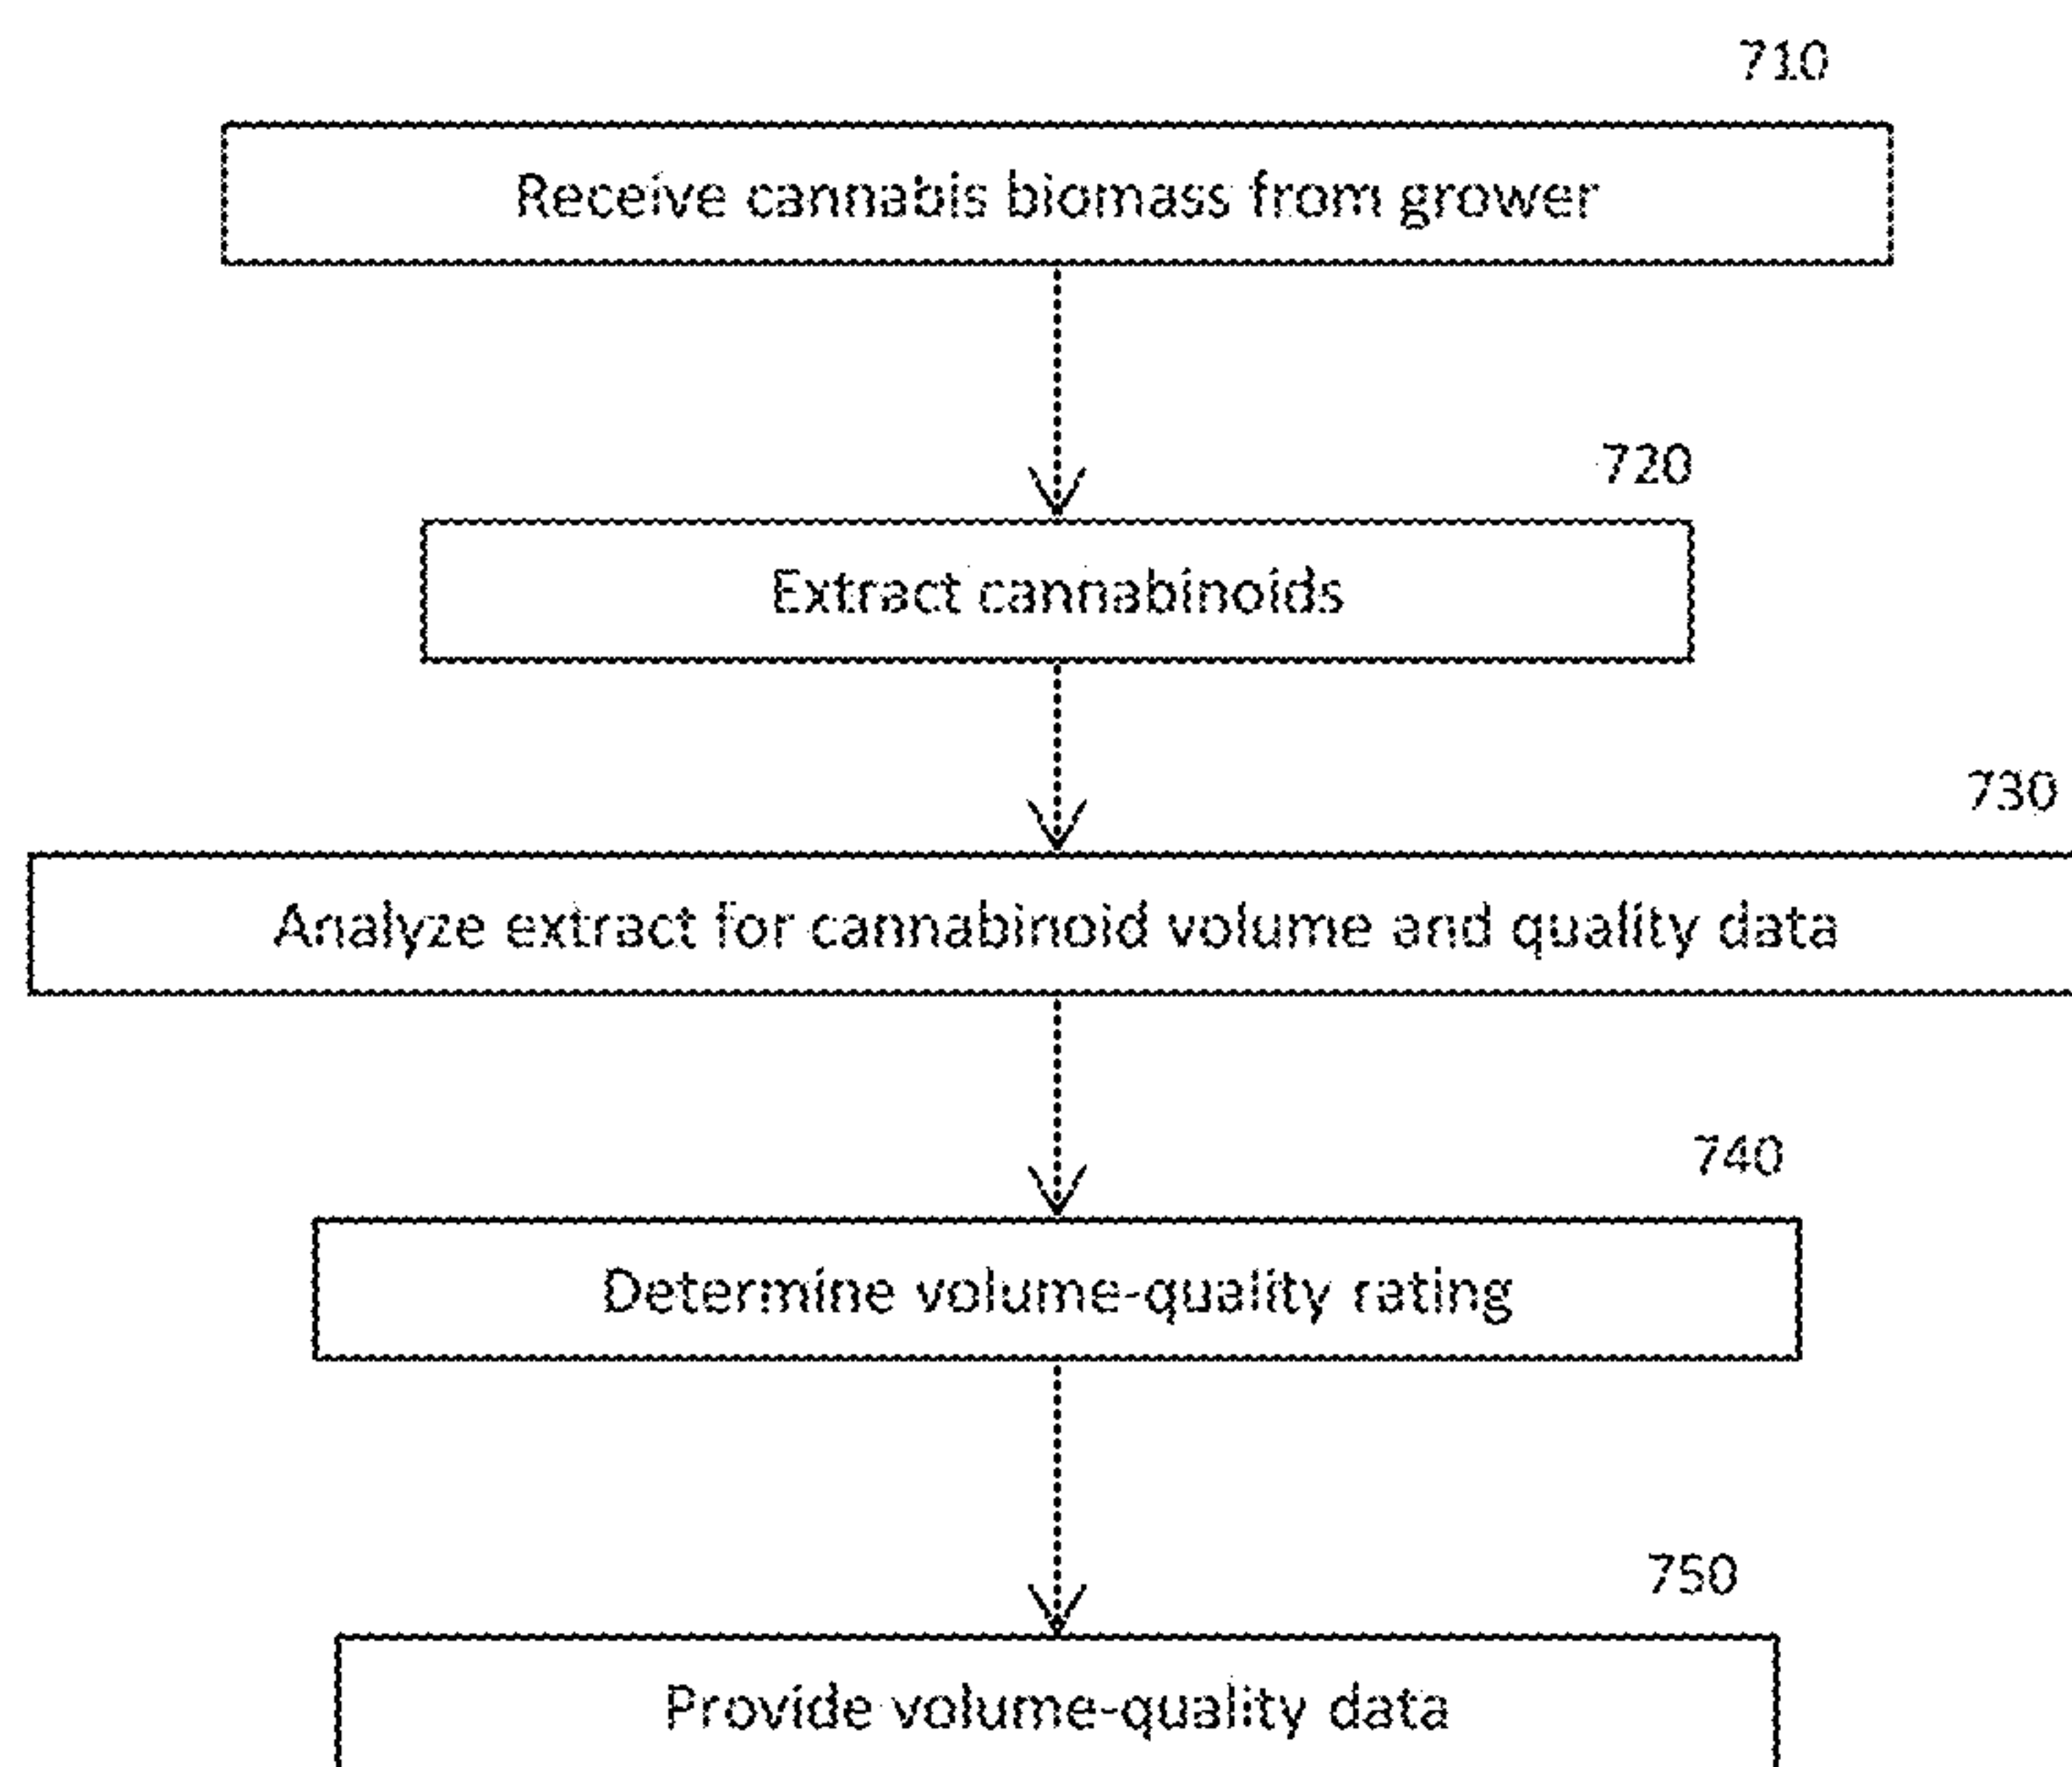 710
Receive cannabis biomass from grower
720
Extract cannabinoids
730
Analyze extract for cannabinoid volume and quality data
740
Determine volume-quality rating
750
Provide volume-quality data